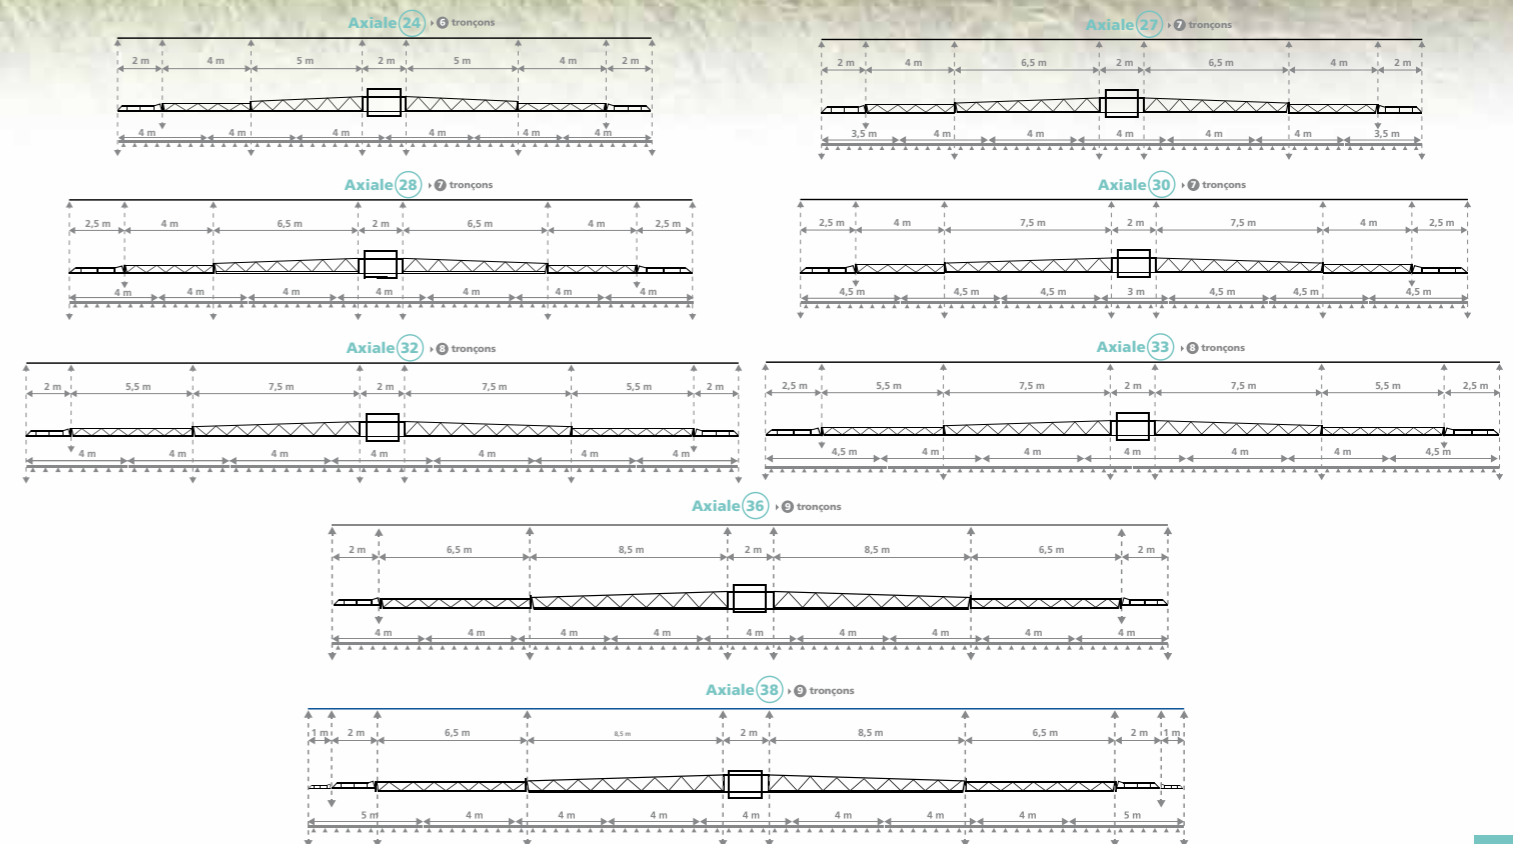 Axiale 24 6 tronçons
2 m 4 m 5 m 2 m 5 m 4 m 2 m
4 m 4 m 4 m 4 m 4 m 4 m
Axiale 27 7 tronçons
2 m 4 m 6,5 m 2 m 6,5 m 4 m 2 m
3,5 m 4 m 4 m 4 m 4 m 4 m 3,5 m
Axiale 28 7 tronçons
2,5 m 4 m 6,5 m 2 m 6,5 m 4 m 2,5 m
4 m 4 m 4 m 4 m 4 m 4 m 4 m
Axiale 30 7 tronçons
2,5 m 4 m 7,5 m 2 m 7,5 m 4 m 2,5 m
4,5 m 4,5 m 4,5 m 3 m 4,5 m 4,5 m 4,5 m
Axiale 32 8 tronçons
2 m 5,5 m 7,5 m 2 m 7,5 m 5,5 m 2 m
4 m 4 m 4 m 4 m 4 m 4 m 4 m
Axiale 33 8 tronçons
2,5 m 5,5 m 7,5 m 2 m 7,5 m 5,5 m 2,5 m
4,5 m 4 m 4 m 4 m 4 m 4 m 4,5 m
Axiale 36 9 tronçons
2 m 6,5 m 8,5 m 2 m 8,5 m 6,5 m 2 m
4 m 4 m 4 m 4 m 4 m 4 m 4 m 4 m 4 m
Axiale 38 9 tronçons
1 m 2 m 6,5 m 8,5 m 2 m 8,5 m 6,5 m 2 m 1 m
5 m 4 m 4 m 4 m 4 m 4 m 4 m 4 m 5 m